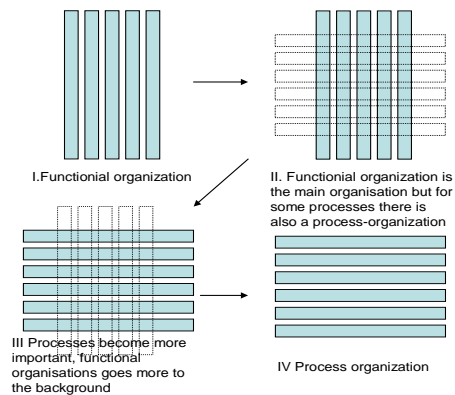 I.Functionial organization
II. Functionial organization is
the main organisation but for
some processes there is
also a process-organization
III Processes become more
important, functional
organisations goes more to
the background
IV Process organization